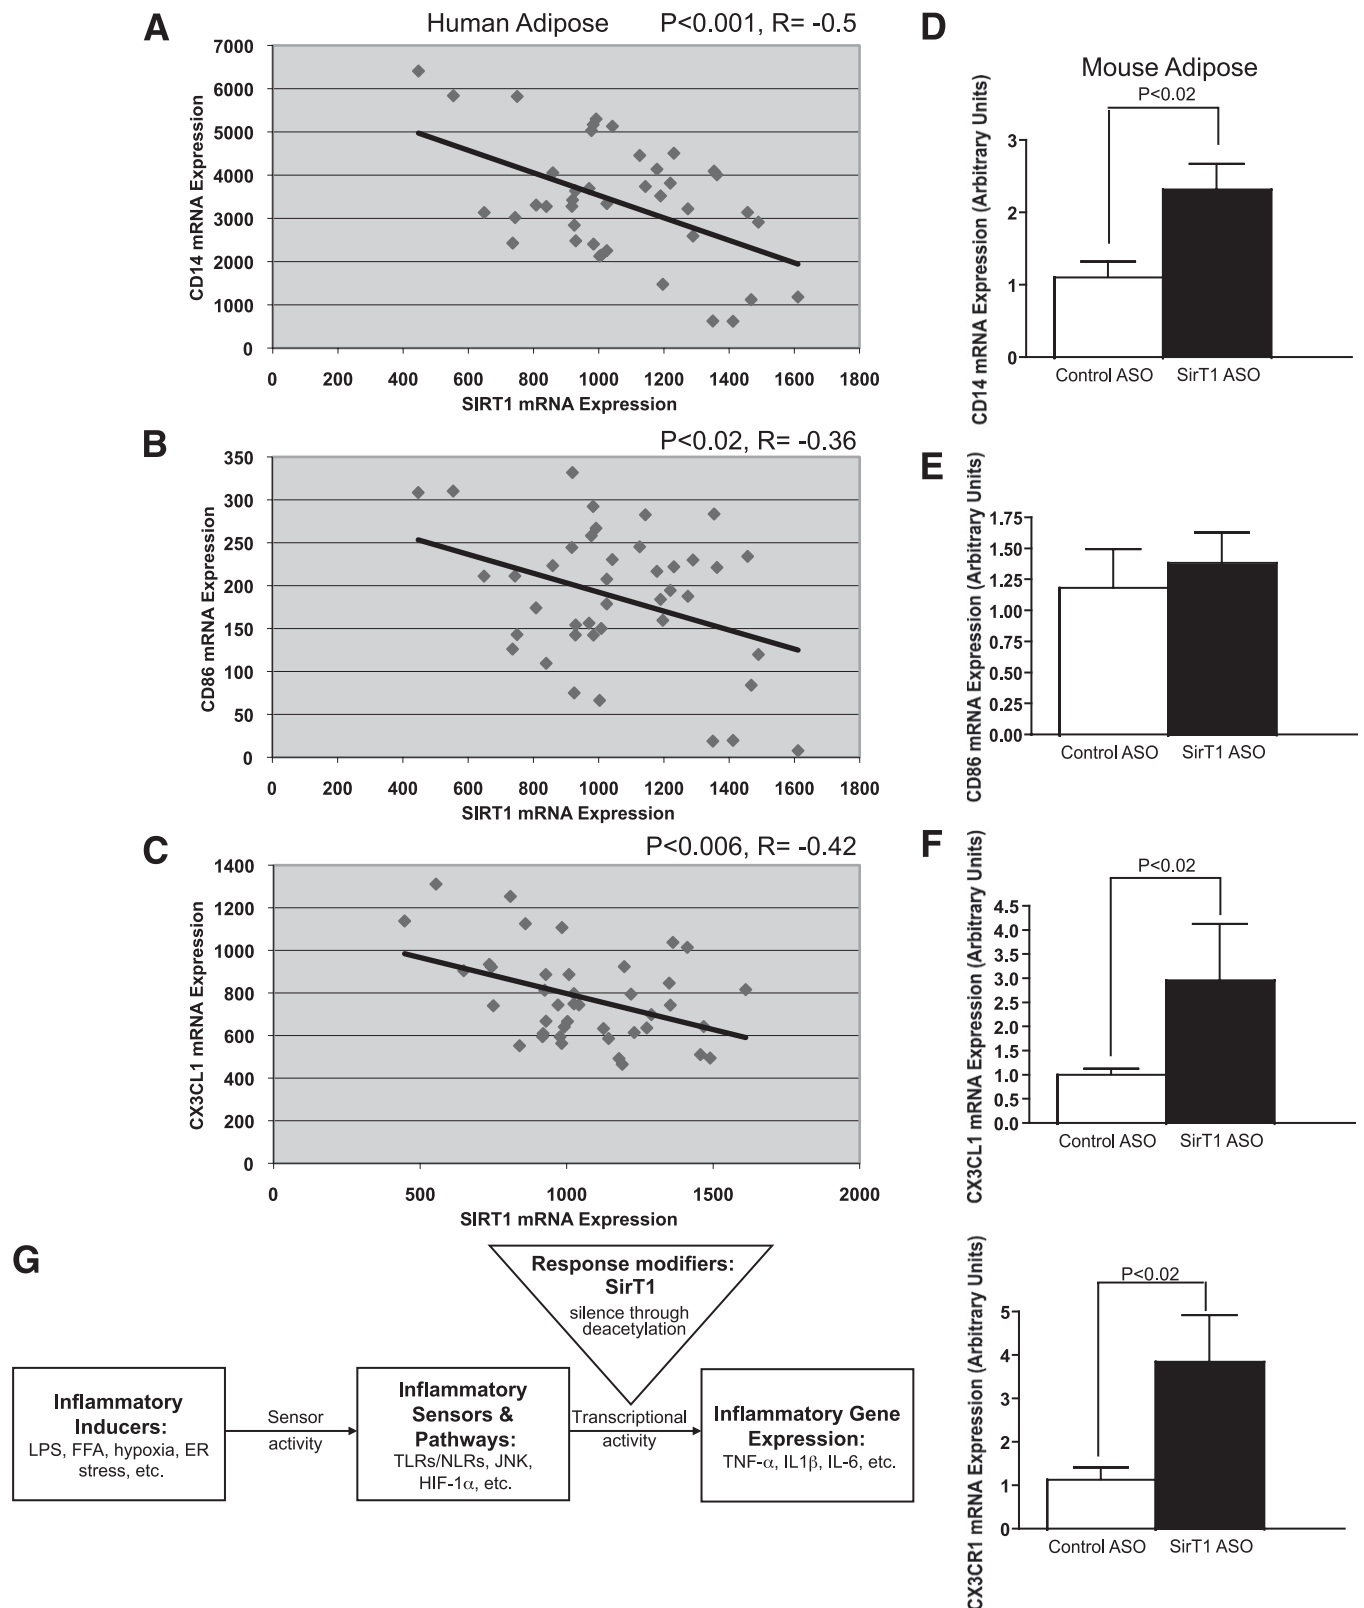 A
Human Adipose
P<0.001, R= -0.5
7000
6000
5000
4000
3000
2000
1000
0
CD14 mRNA Expression
0 200 400 600 800 1000 1200 1400 1600 1800
SIRT1 mRNA Expression
B
P<0.02, R= -0.36
350
300
250
200
150
100
50
0
CD86 mRNA Expression
0 200 400 600 800 1000 1200 1400 1600 1800
SIRT1 mRNA Expression
C
P<0.006, R= -0.42
1400
1200
1000
800
600
400
200
0
CX3CL1 mRNA Expression
0 500 1000 1500 2000
SIRT1 mRNA Expression
D
Mouse Adipose
P<0.02
CD14 mRNA Expression (Arbitrary Units)
3
2
1
0
Control ASO SirT1 ASO
E
CD86 mRNA Expression (Arbitrary Units)
1.75
1.50
1.25
1.00
0.75
0.50
0.25
0.00
Control ASO SirT1 ASO
F
P<0.02
CX3CL1 mRNA Expression (Arbitrary Units)
4.5
4.0
3.5
3.0
2.5
2.0
1.5
1.0
0.5
0.0
Control ASO SirT1 ASO
P<0.02
CX3CR1 mRNA Expression (Arbitrary Units)
5
4
3
2
1
0
Control ASO SirT1 ASO
G
Response modifiers:
SirT1
silence through
deacetylation
Inflammatory
Inducers:
LPS, FFA, hypoxia, ER
stress, etc.
Sensor
activity
Inflammatory
Sensors &
Pathways:
TLRs/NLRs, JNK,
HIF-1α, etc.
Transcriptional
activity
Inflammatory Gene
Expression:
TNF-α, IL1β, IL-6, etc.